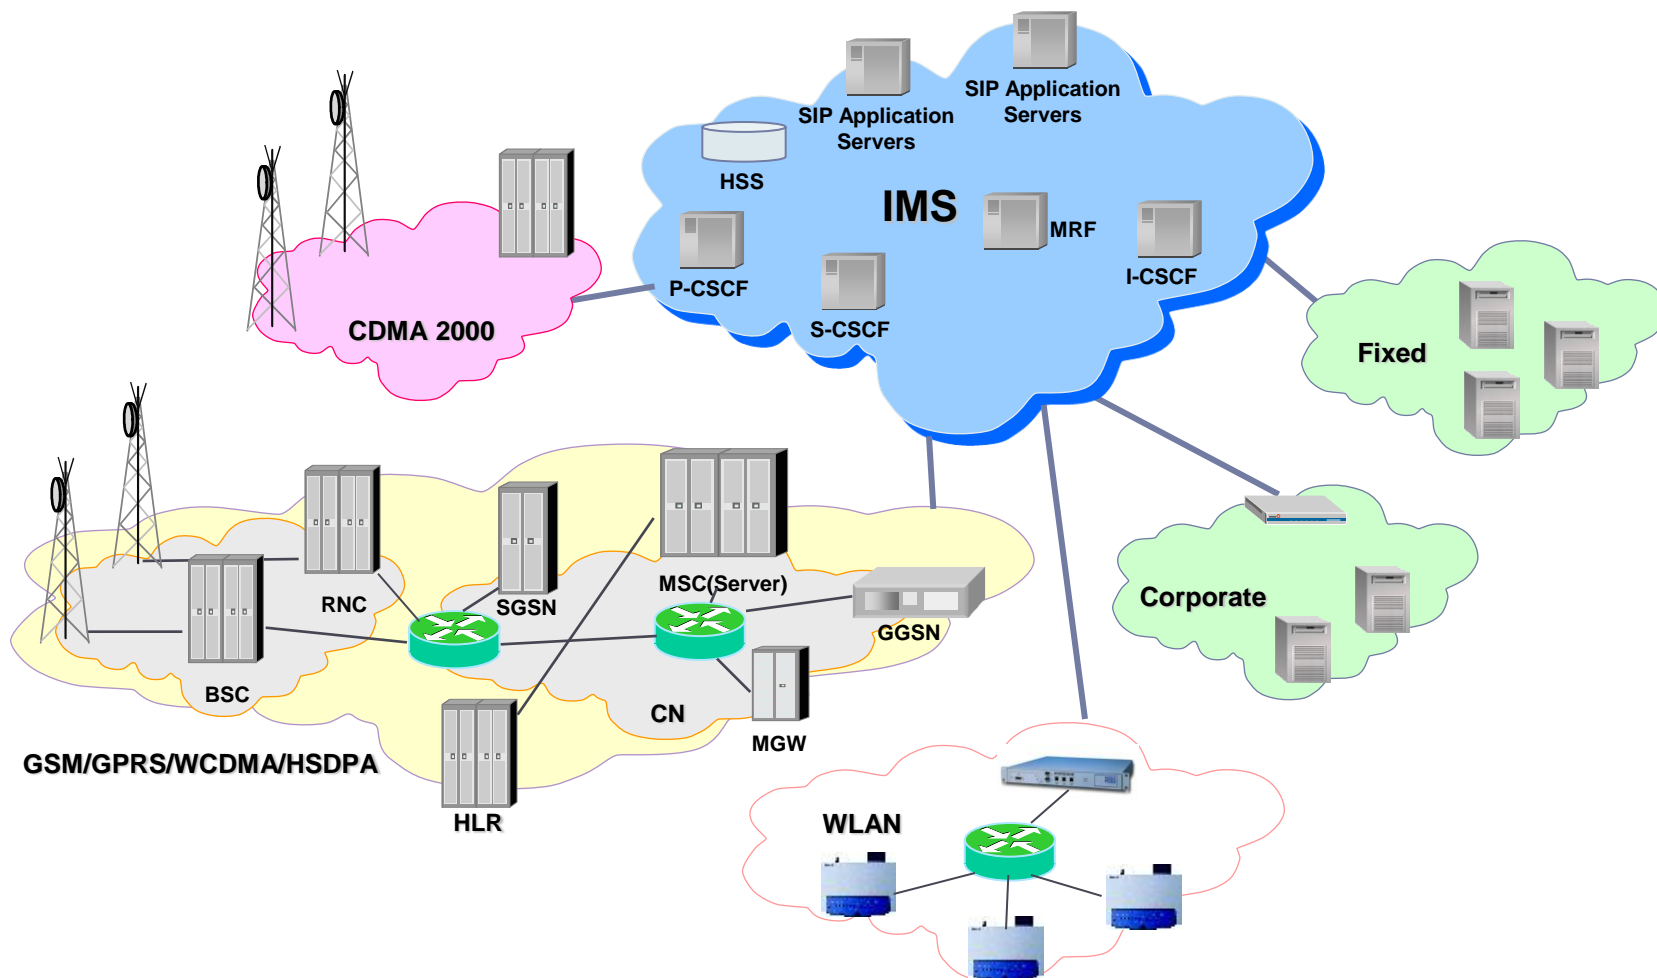 SIP Application
Servers
SIP Application
Servers
HSS
IMS
MRF
P-CSCF
I-CSCF
S-CSCF
CDMA 2000
Fixed
RNC
SGSN
MSC(Server)
GGSN
Corporate
BSC
CN
MGW
GSM/GPRS/WCDMA/HSDPA
HLR
WLAN